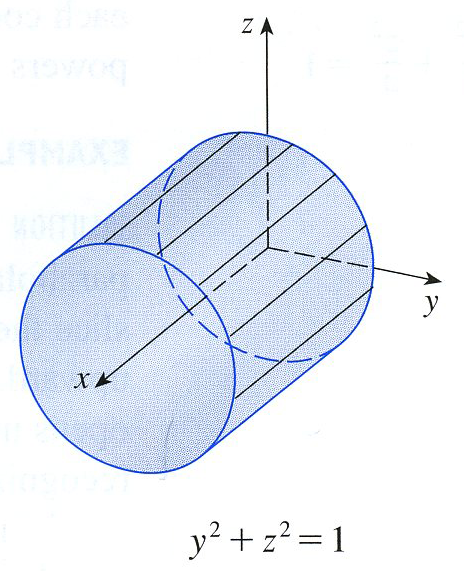 z
y
x
y² + z² = 1